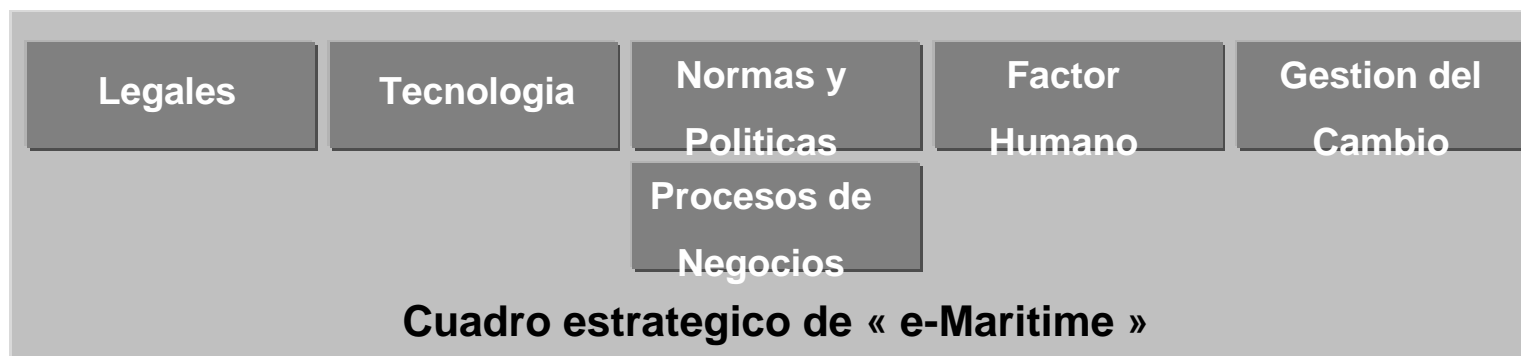 Legales
Tecnologia
Normas y
Politicas
Factor
Humano
Gestion del
Cambio
Procesos de
Negocios
Cuadro estrategico de « e-Maritime »